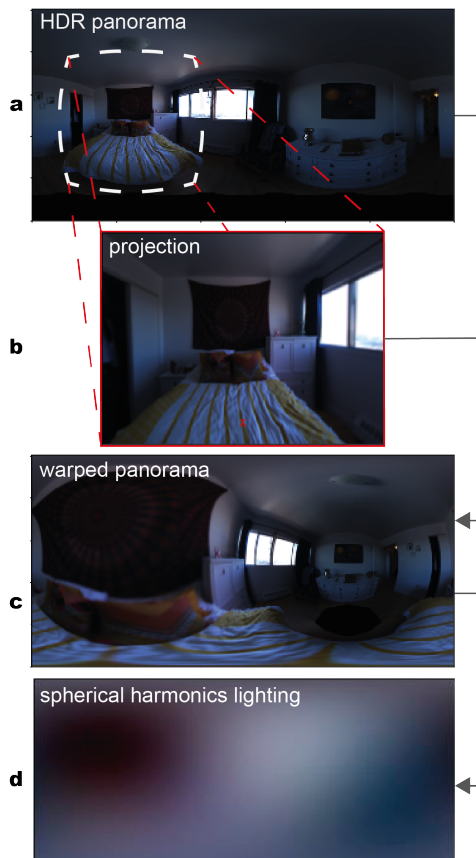 HDR panorama
a
projection
b
warped panorama
c
spherical harmonics lighting
d